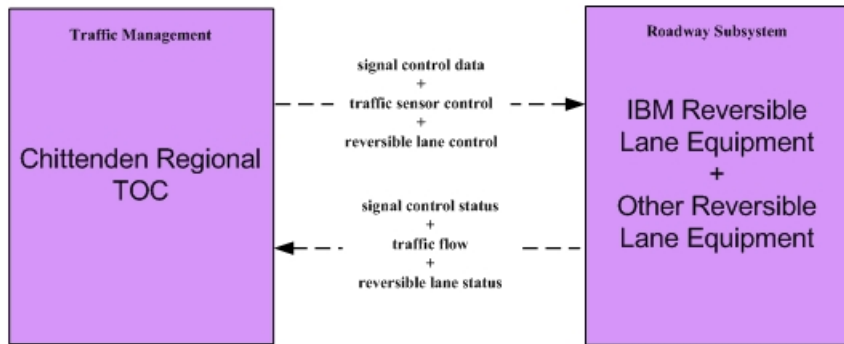 Traffic Management
Chittenden Regional
TOC
signal control data
+
traffic sensor control
+
reversible lane control
signal control status
+
traffic flow
+
reversible lane status
Roadway Subsystem
IBM Reversible
Lane Equipment
+
Other Reversible
Lane Equipment